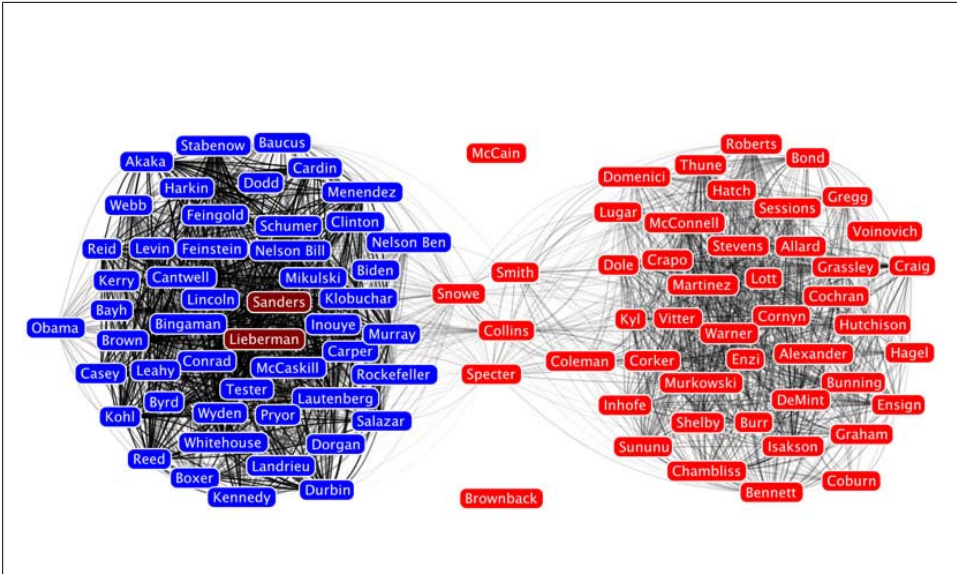 Stabenow
Baucus
Akaka
Cardin
Harkin
Dodd
Menendez
Webb
Feingold
Schumer
Clinton
Reid
Levin
Feinstein
Nelson Bill
Nelson Ben
Kerry
Cantwell
Mikulski
Biden
Bayh
Lincoln
Sanders
Klobuchar
Obama
Bingaman
Inouye
Brown
Lieberman
Murray
Casey
Leahy
Conrad
Carper
McCaskill
Rockefeller
Byrd
Tester
Lautenberg
Kohl
Wyden
Pryor
Salazar
Whitehouse
Dorgan
Reed
Landrieu
Boxer
Durbin
Kennedy
McCain
Smith
Snowe
Collins
Specter
Brownback
Roberts
Thune
Bond
Domenici
Hatch
Gregg
Lugar
McConnell
Sessions
Voinovich
Stevens
Allard
Dole
Crapo
Grassley
Craig
Martinez
Lott
Cochran
Kyl
Vitter
Cornyn
Hutchison
Warner
Coleman
Corker
Enzi
Alexander
Hagel
Murkowski
Bunning
Inhofe
DeMint
Ensign
Shelby
Burr
Graham
Sununu
Isakson
Chambliss
Coburn
Bennett